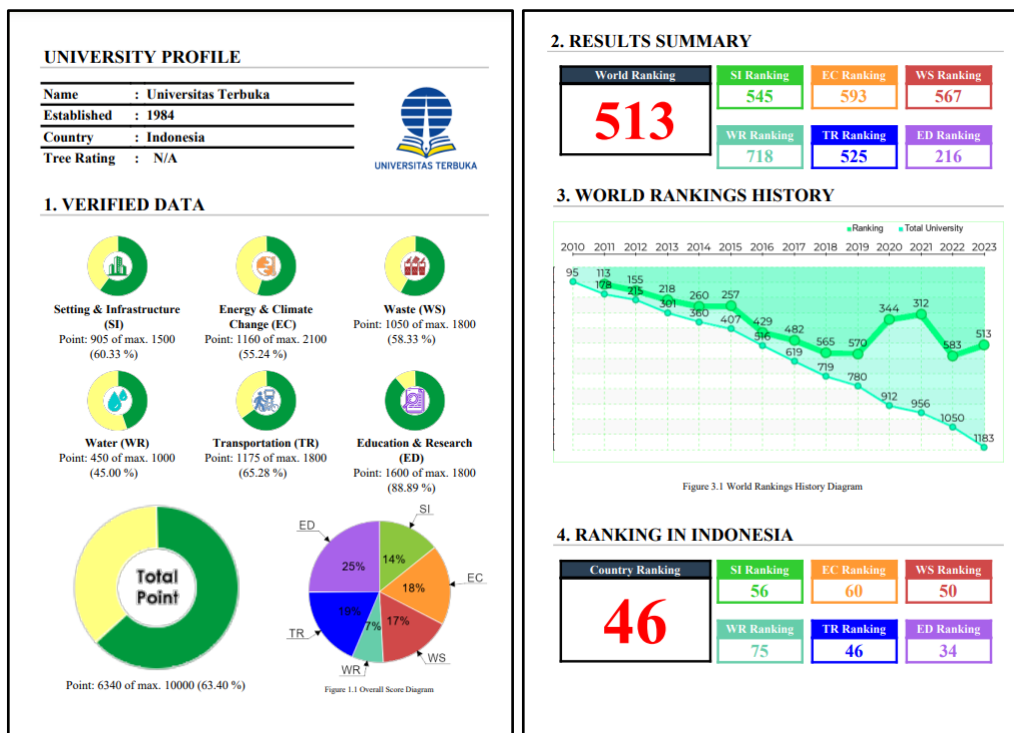 UNIVERSITY PROFILE
Name : Universitas Terbuka
Established : 1984
Country : Indonesia
Tree Rating : N/A
UNIVERSITAS TERBUKA
1. VERIFIED DATA
Setting & Infrastructure
(SI)
Point: 905 of max. 1500
(60.33 %)
Energy & Climate
Change (EC)
Point: 1160 of max. 2100
(55.24 %)
Waste (WS)
Point: 1050 of max. 1800
(58.33 %)
Water (WR)
Point: 450 of max. 1000
(45.00 %)
Transportation (TR)
Point: 1175 of max. 1800
(65.28 %)
Education & Research
(ED)
Point: 1600 of max. 1800
(88.89 %)
Total
Point
Point: 6340 of max. 10000 (63.40 %)
SI
ED
25%
14%
EC
18%
19%
7%
17%
TR
WR
WS
Figure 1.1 Overall Score Diagram
2. RESULTS SUMMARY
World Ranking
513
SI Ranking
545
EC Ranking
593
WS Ranking
567
WR Ranking
718
TR Ranking
525
ED Ranking
216
3. WORLD RANKINGS HISTORY
Ranking Total University
2010 2011 2012 2013 2014 2015 2016 2017 2018 2019 2020 2021 2022 2023
113 155 218 260 257 429 482 565 570 344 312 583 513
95 178 215 301 360 407 516 619 719 780 912 956 1050 1183
Figure 3.1 World Rankings History Diagram
4. RANKING IN INDONESIA
Country Ranking
46
SI Ranking
56
EC Ranking
60
WS Ranking
50
WR Ranking
75
TR Ranking
46
ED Ranking
34